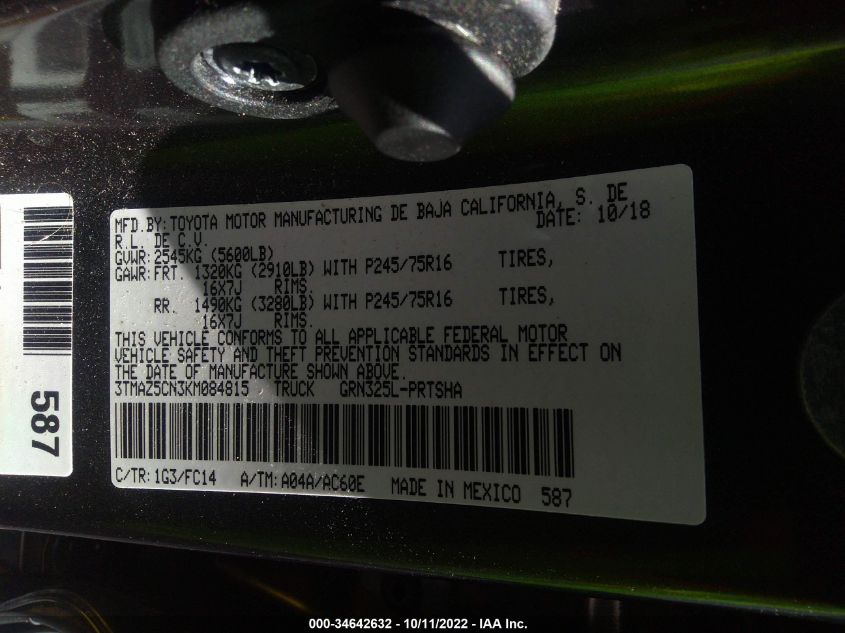 MFD.BY: TOYOTA MOTOR MANUFACTURING DE BAJA CALIFORNIA, S. DE
R.L. DE C.V. DATE: 10/18
GVWR: 2545KG (5600LB)
GAWR: FRT. 1320KG (2910LB) WITH P245/75R16 TIRES,
16X7J RIMS.
RR. 1490KG (3280LB) WITH P245/75R16 TIRES,
16X7J RIMS.
THIS VEHICLE CONFORMS TO ALL APPLICABLE FEDERAL MOTOR
VEHICLE SAFETY AND THEFT PREVENTION STANDARDS IN EFFECT ON
THE DATE OF MANUFACTURE SHOWN ABOVE.
3TMAZ5CN3KM084815 TRUCK GRN325L-PRTSHA
C/TR: 1G3/FC14 A/TM: A04A/AC60E MADE IN MEXICO 587
587
000-34642632 - 10/11/2022 - IAA Inc.